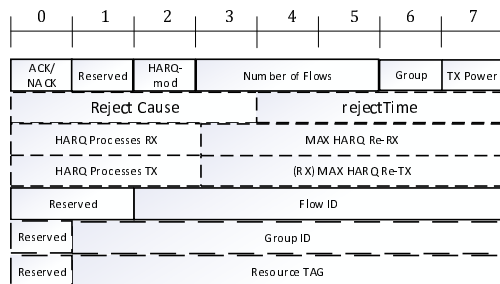 0 1 2 3 4 5 6 7
ACK/
NACK
Reserved
HARQ-
mod
Number of Flows
Group
TX Power
Reject Cause
rejectTime
HARQ Processes RX
MAX HARQ Re-RX
HARQ Processes TX
(RX) MAX HARQ Re-TX
Reserved
Flow ID
Reserved
Group ID
Reserved
Resource TAG